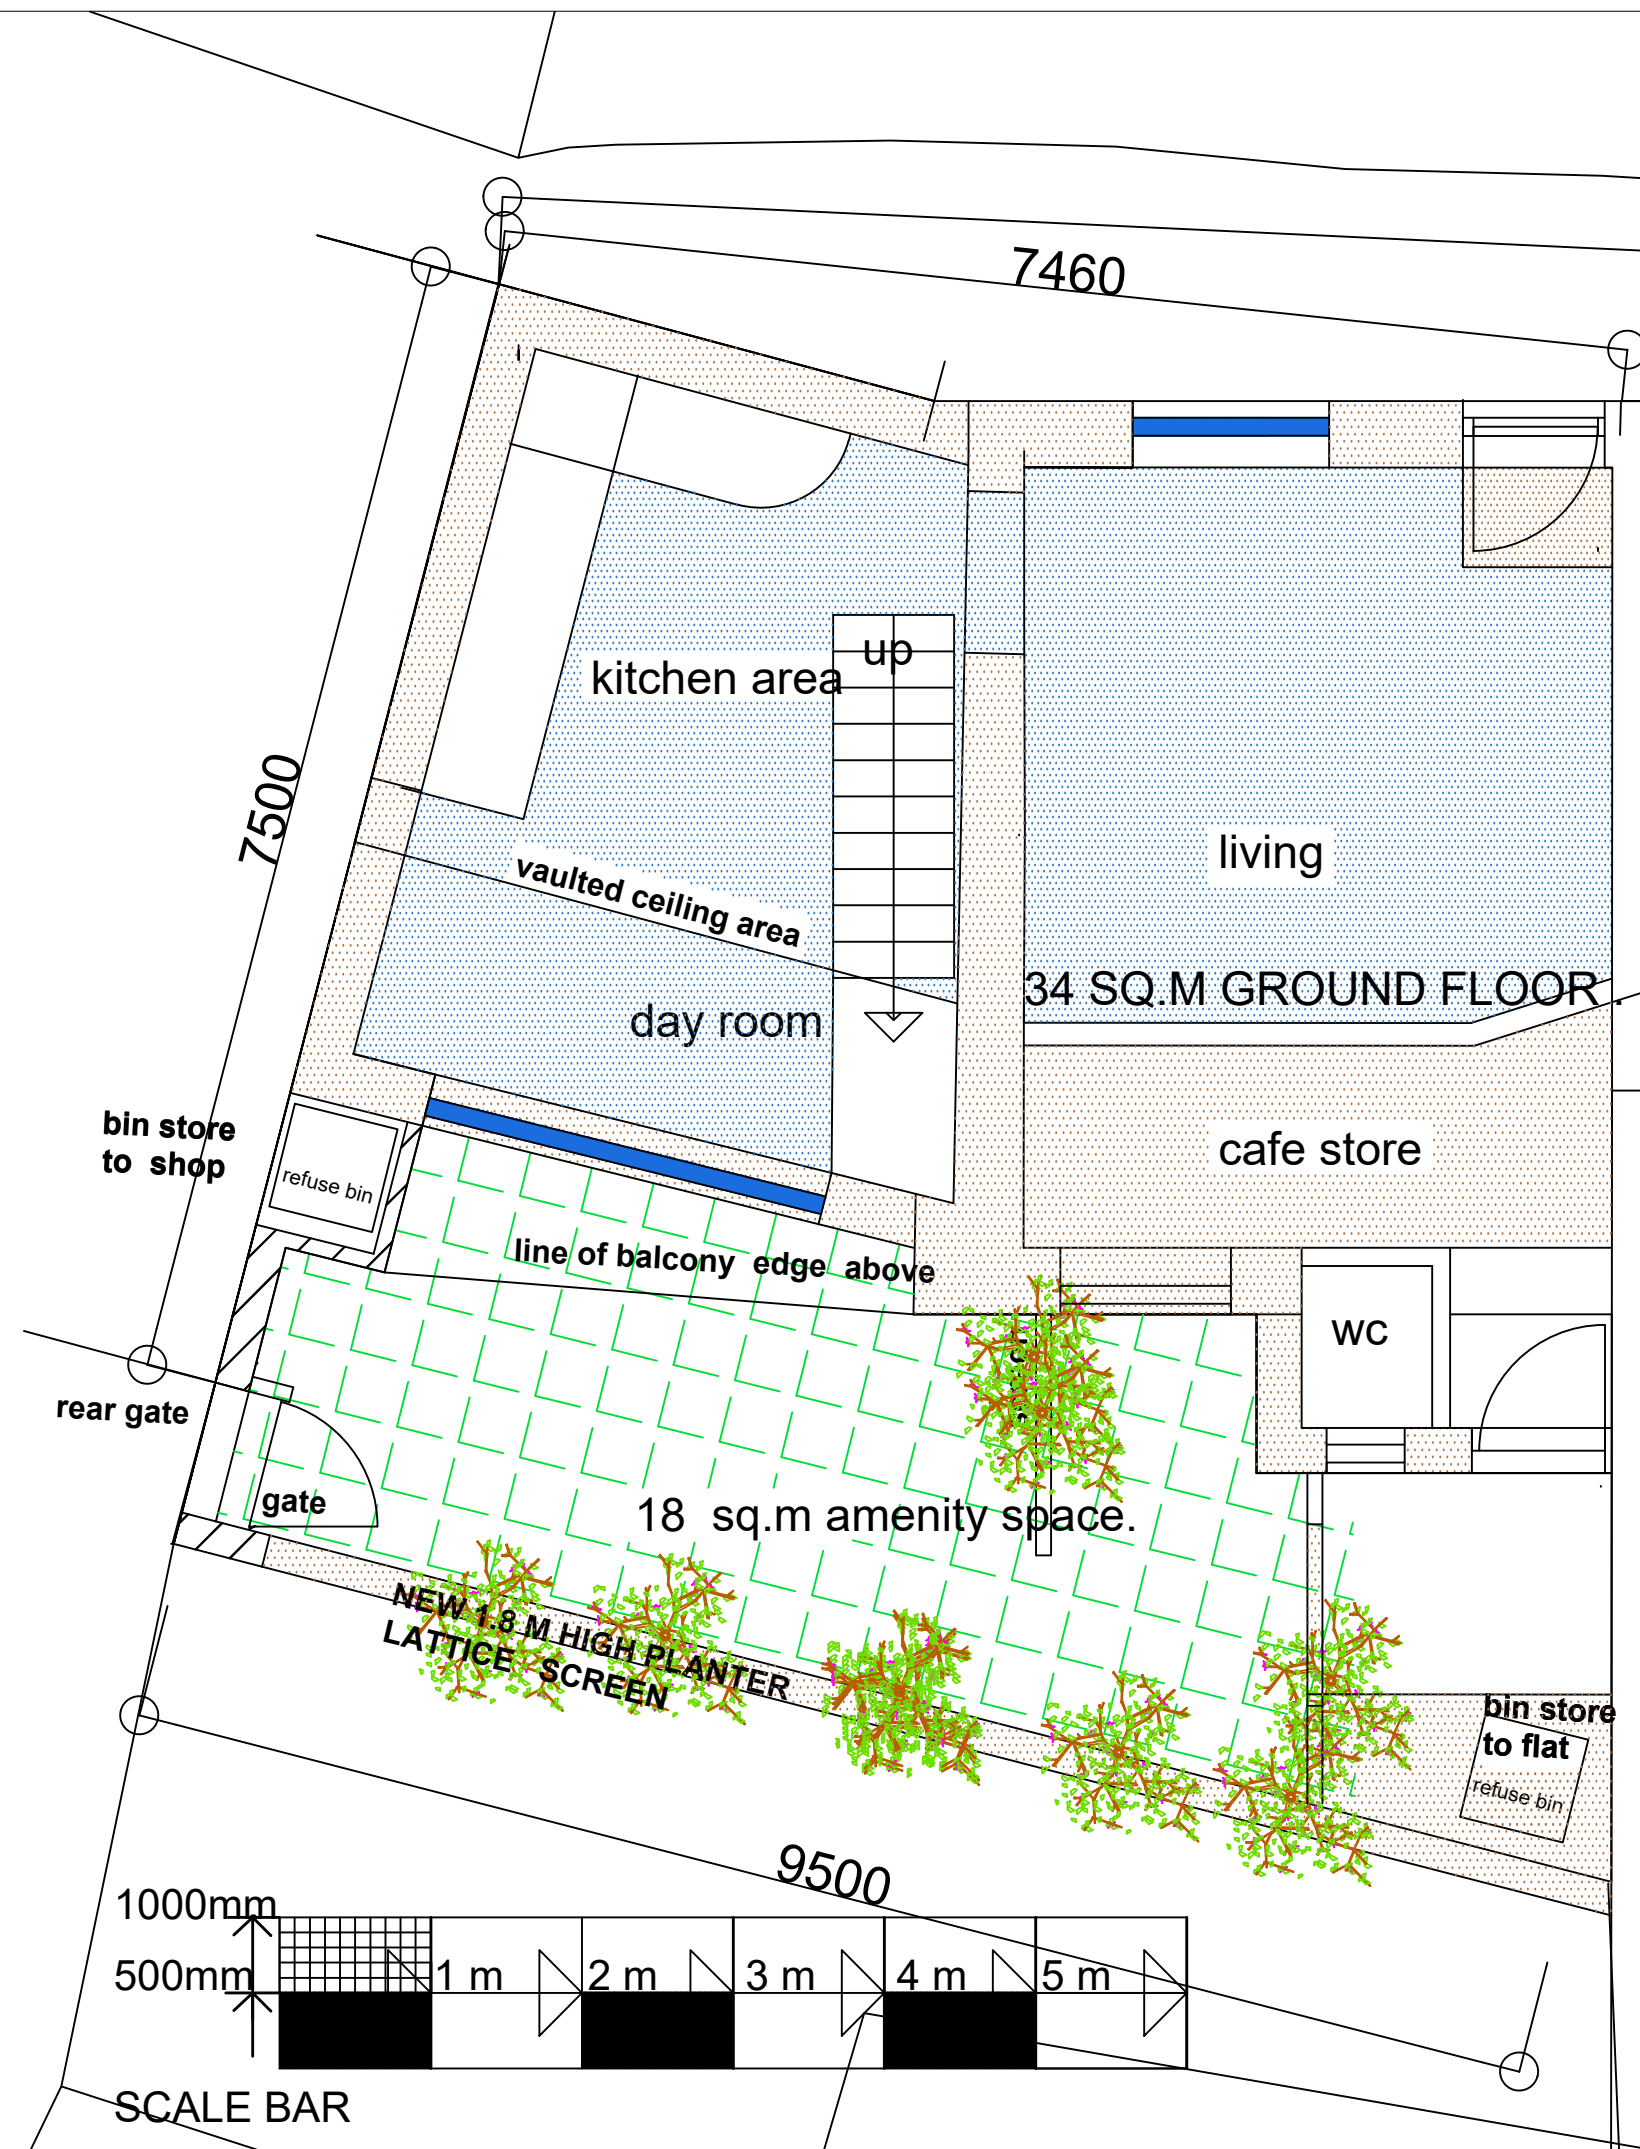 7460
7500
up
kitchen area
living
vaulted ceiling area
34 SQ.M GROUND FLOOR .
day room
bin store
to shop
refuse bin
cafe store
line of balcony edge above
wc
rear gate
gate
18 sq.m amenity space.
NEW 1.8 M HIGH PLANTER
LATTICE SCREEN
bin store
to flat
refuse bin
9500
1000mm
500mm
1 m
2 m
3 m
4 m
5 m
SCALE BAR